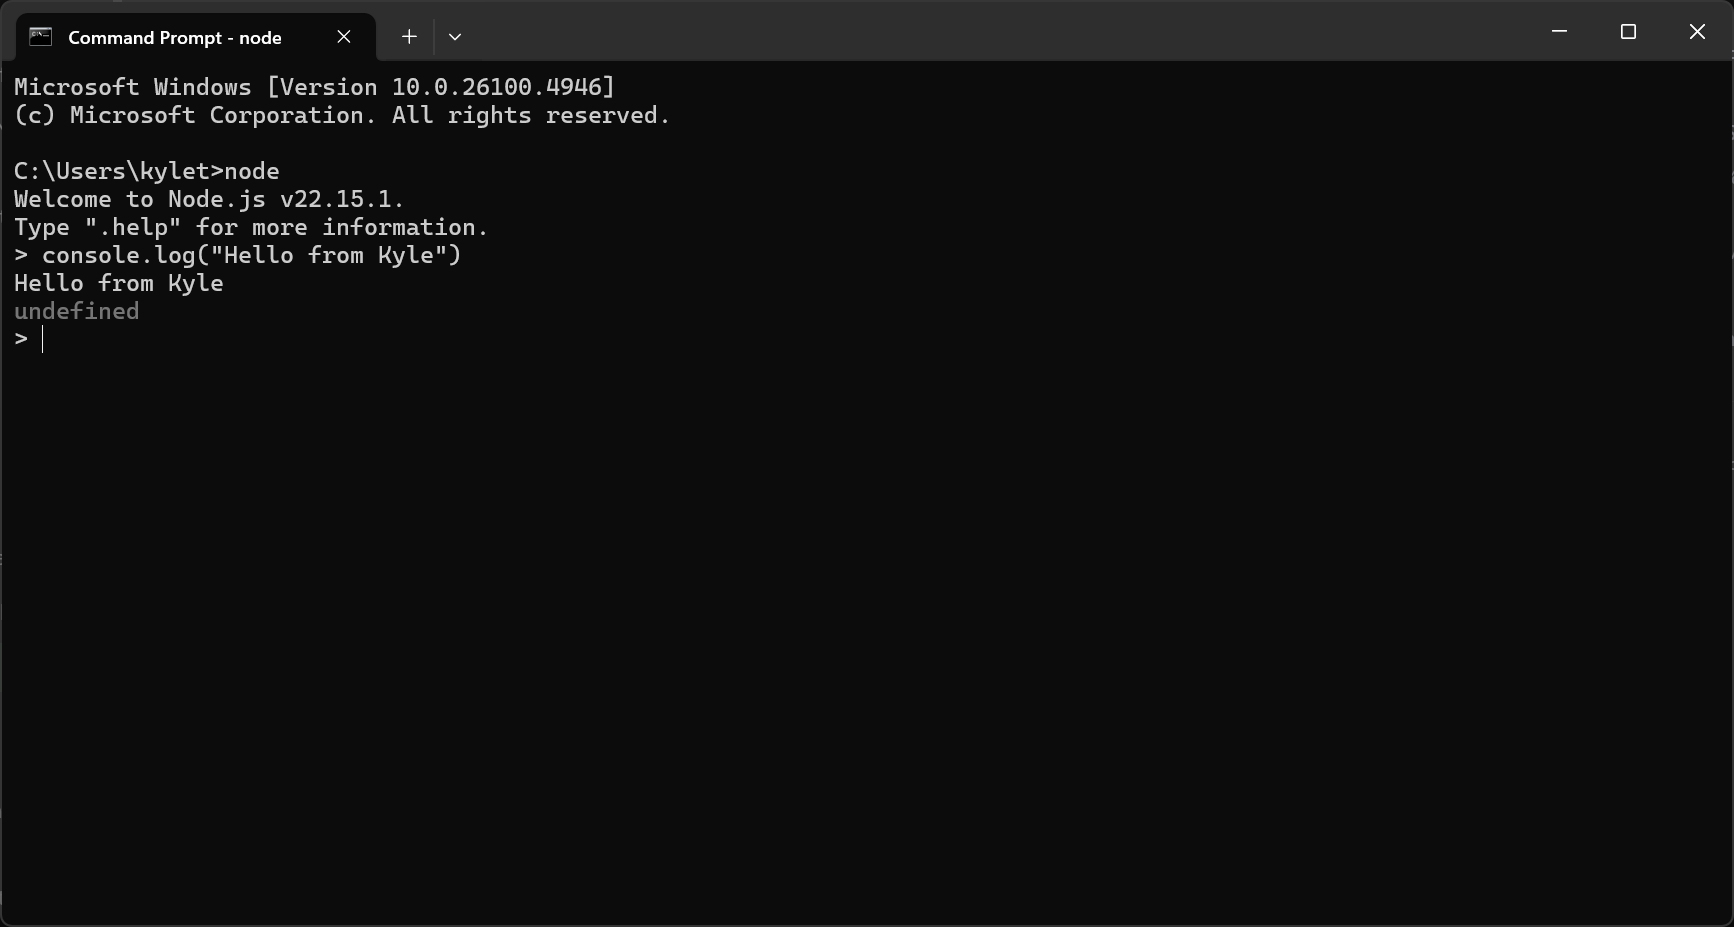 Command Prompt - node
Microsoft Windows [Version 10.0.26100.4946]
(c) Microsoft Corporation. All rights reserved.
C:\Users\kylet>node
Welcome to Node.js v22.15.1.
Type ".help" for more information.
> console.log("Hello from Kyle")
Hello from Kyle
undefined
>